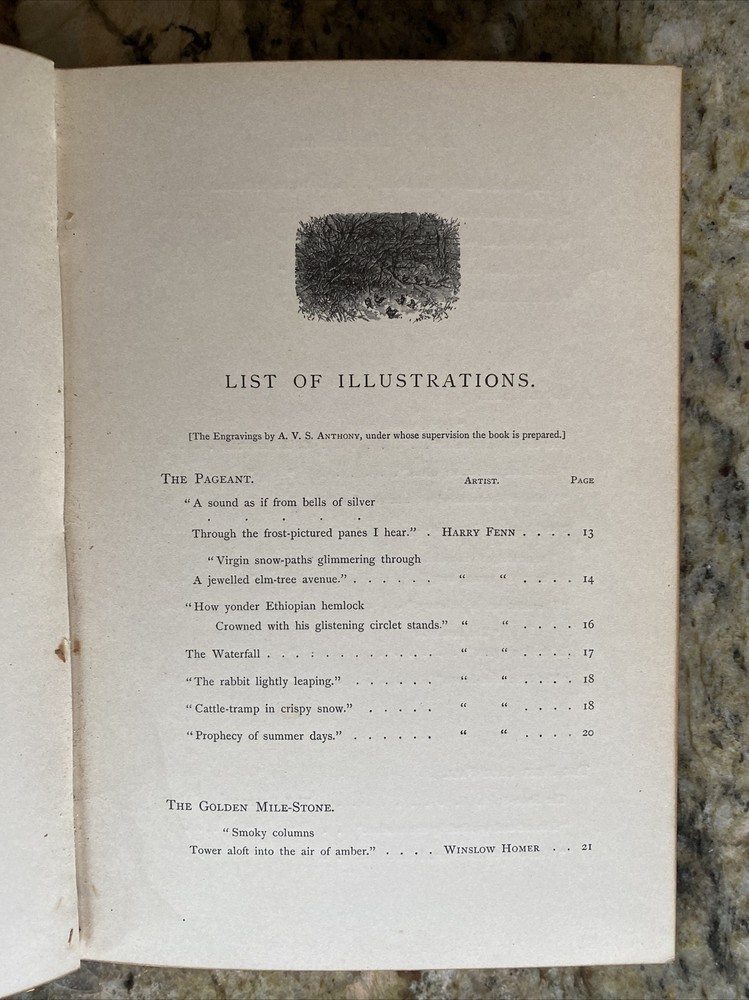 LIST OF ILLUSTRATIONS.
[The Engravings by A. V. S. ANTHONY, under whose supervision the book is prepared.]
THE PAGEANT. ARTIST. PAGE
"A sound as if from bells of silver
. . . . .
Through the frost-pictured panes I hear." . HARRY FENN . . . . 13
"Virgin snow-paths glimmering through
A jewelled elm-tree avenue." . . . . . . " " . . . . 14
"How yonder Ethiopian hemlock
Crowned with his glistening circlet stands." " " . . . . 16
The Waterfall . . . : . . . . . . . . " " . . . . 17
"The rabbit lightly leaping." . . . . . . " " . . . . 18
"Cattle-tramp in crispy snow." . . . . . " " . . . . 18
"Prophecy of summer days." . . . . . . " " . . . . 20
THE GOLDEN MILE-STONE.
"Smoky columns
Tower aloft into the air of amber." . . . . WINSLOW HOMER . . 21